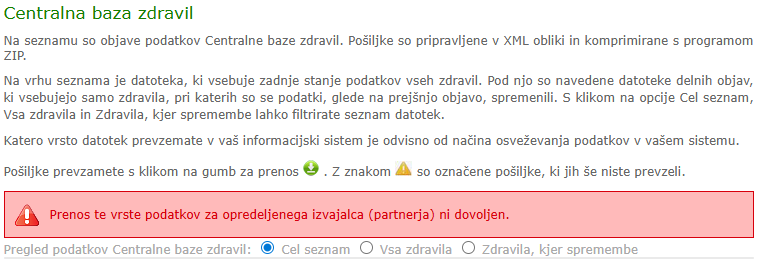 Centralna baza zdravil
Na seznamu so objave podatkov Centralne baze zdravil. Pošiljke so pripravljene v XML obliki in komprimirane s programom
ZIP.
Na vrhu seznama je datoteka, ki vsebuje zadnje stanje podatkov vseh zdravil. Pod njo so navedene datoteke delnih objav,
ki vsebujejo samo zdravila, pri katerih so se podatki, glede na prejšnjo objavo, spremenili. S klikom na opcije Cel seznam,
Vsa zdravila in Zdravila, kjer spremembe lahko filtrirate seznam datotek.
Katero vrsto datotek prevzemate v vaš informacijski sistem je odvisno od načina osveževanja podatkov v vašem sistemu.
Pošiljke prevzamete s klikom na gumb za prenos . Z znakom so označene pošiljke, ki jih še niste prevzeli.
Prenos te vrste podatkov za opredeljenega izvajalca (partnerja) ni dovoljen.
Pregled podatkov Centralne baze zdravil: Cel seznam Vsa zdravila Zdravila, kjer spremembe